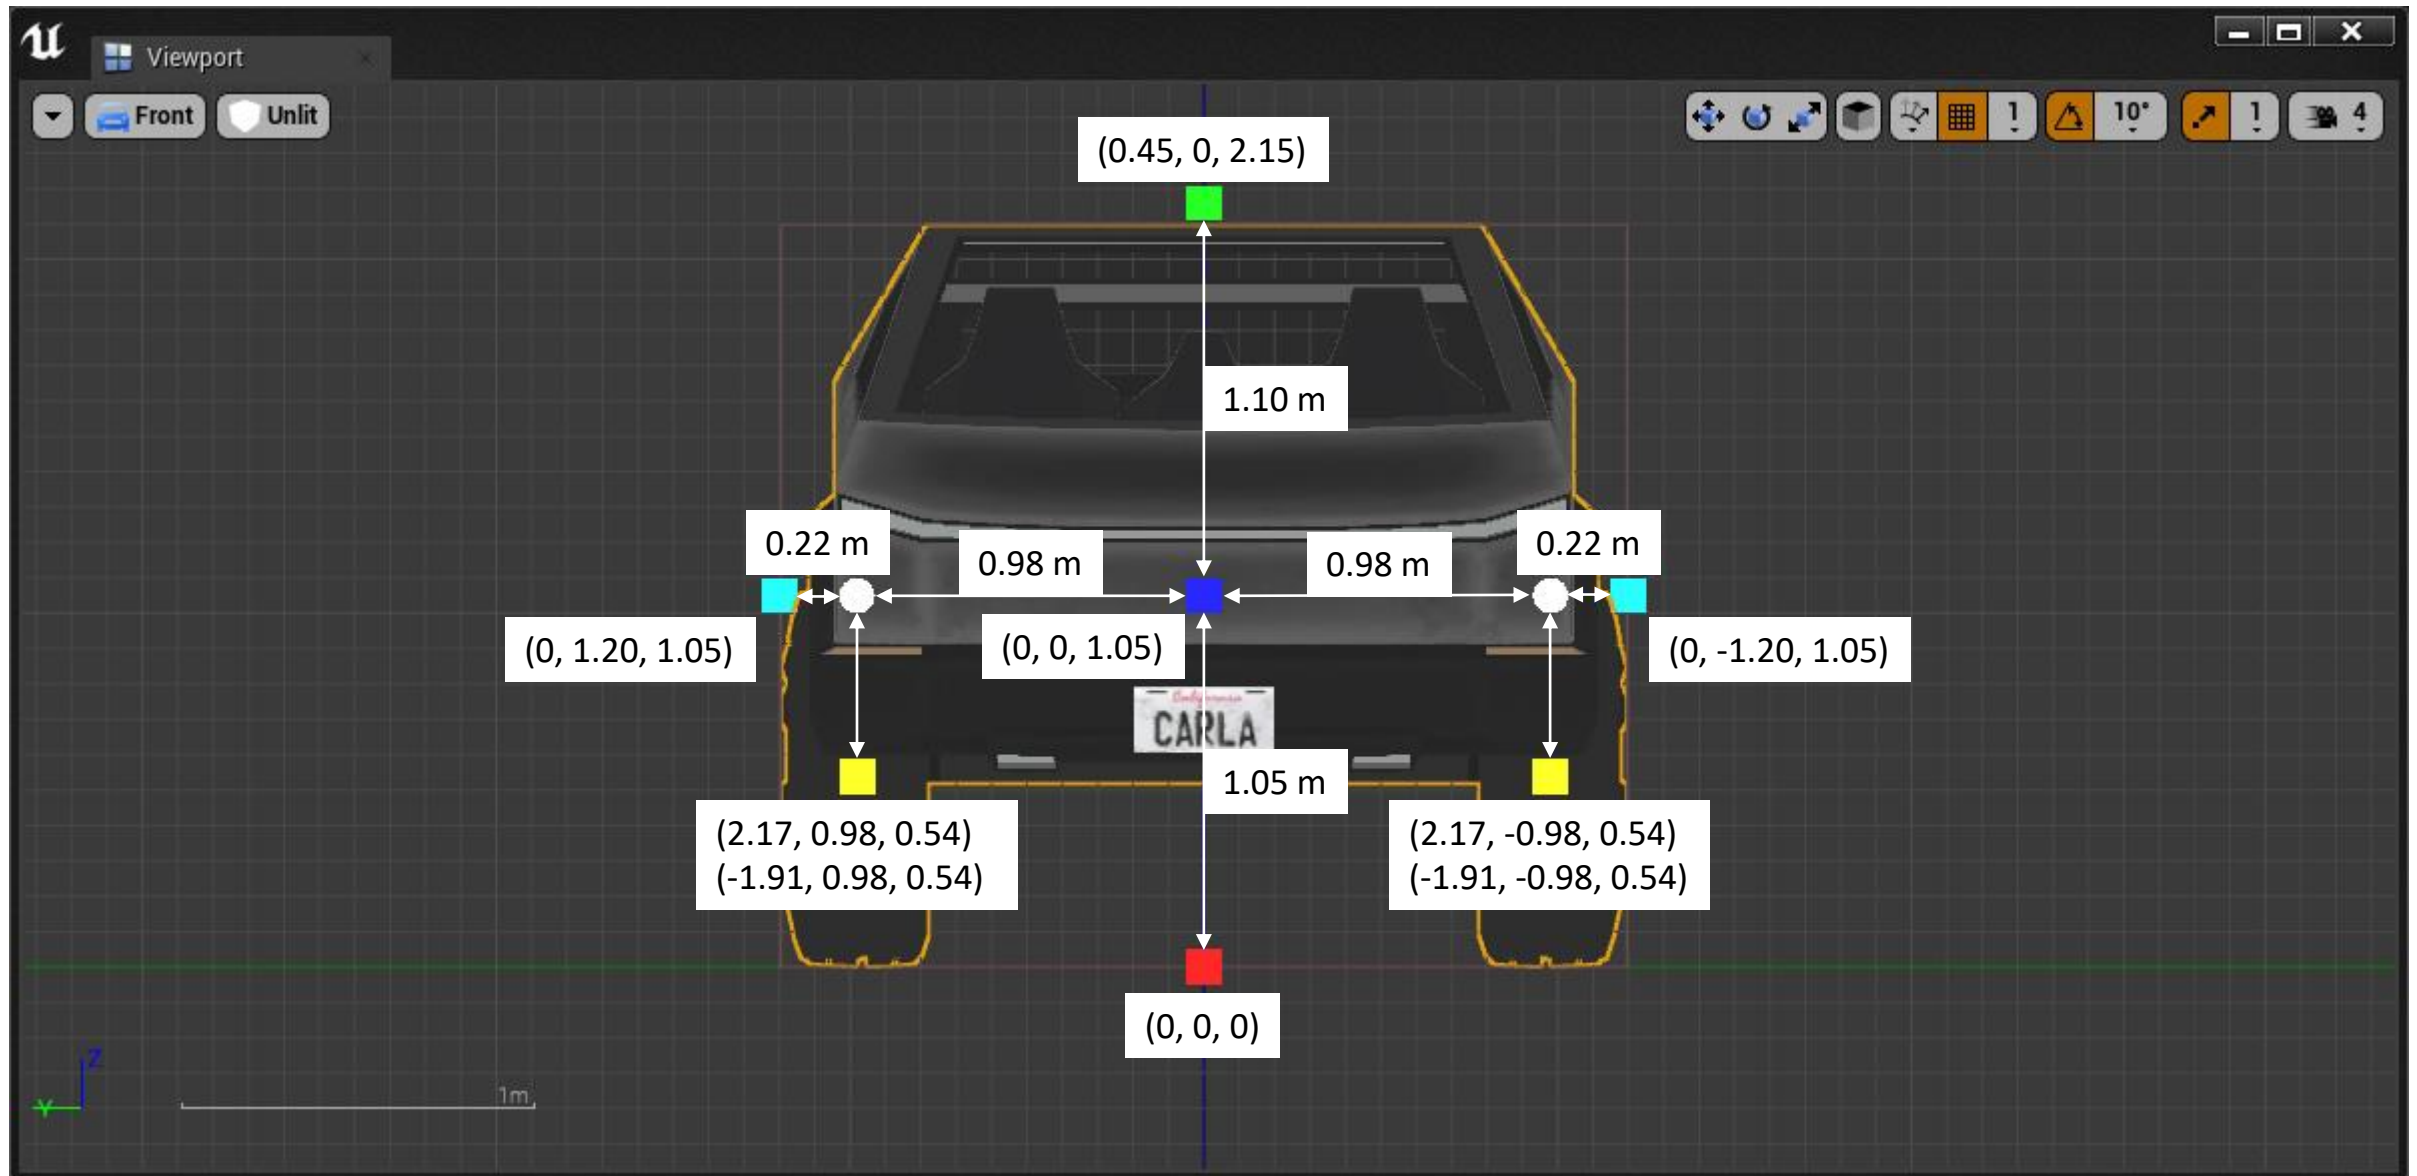 Viewport
Front
Unlit
1
10°
1
4
(0.45, 0, 2.15)
1.10 m
0.22 m
0.98 m
0.98 m
0.22 m
(0, 1.20, 1.05)
(0, 0, 1.05)
(0, -1.20, 1.05)
California
CARLA
1.05 m
(2.17, 0.98, 0.54)
(-1.91, 0.98, 0.54)
(2.17, -0.98, 0.54)
(-1.91, -0.98, 0.54)
(0, 0, 0)
Z
Y
1m